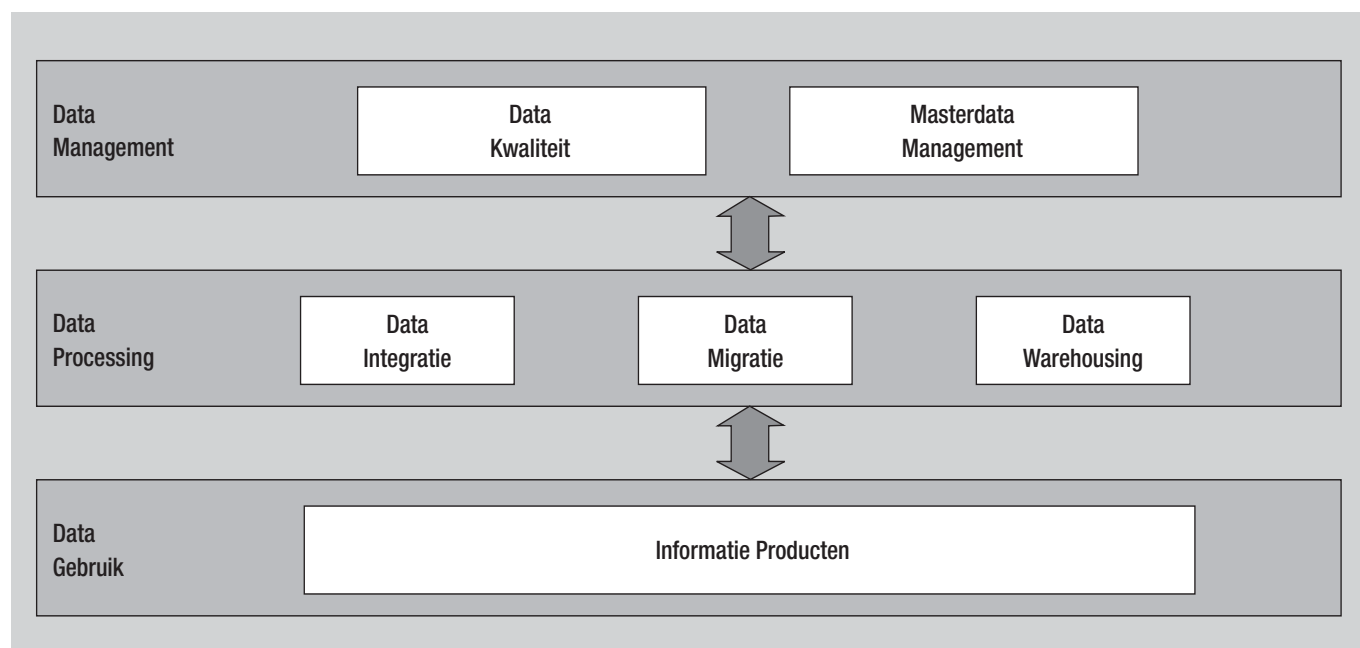 Data
Management
Data
Kwaliteit
Masterdata
Management
Data
Processing
Data
Integratie
Data
Migratie
Data
Warehousing
Data
Gebruik
Informatie Producten